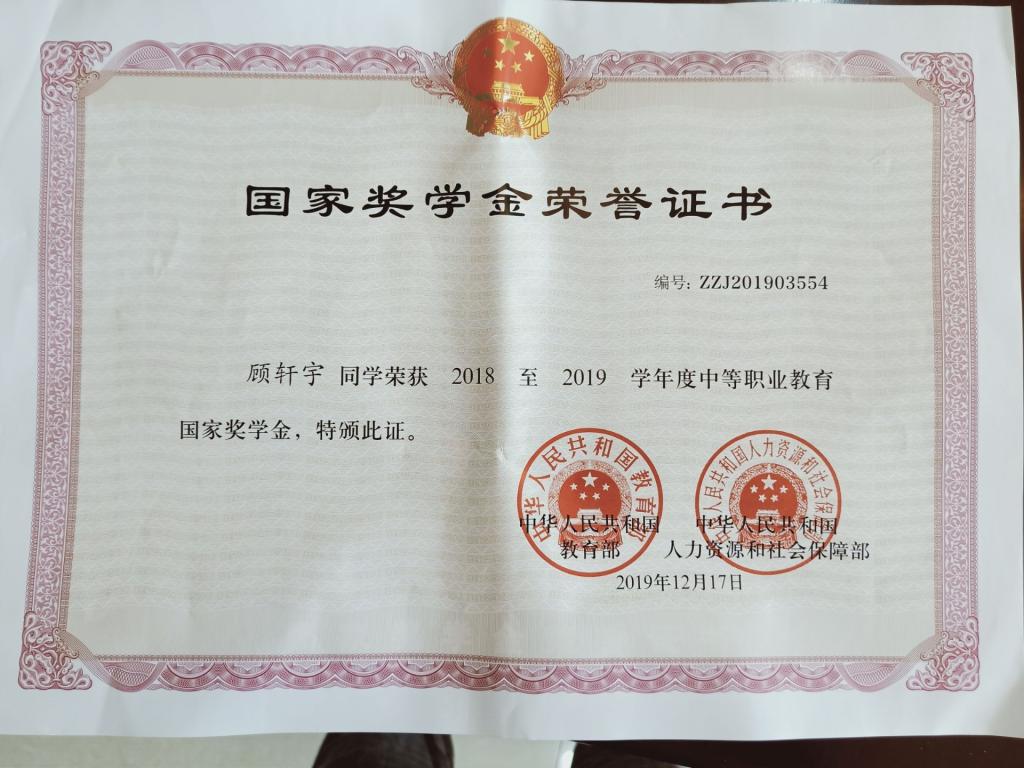 国家奖学金荣誉证书
编号：ZZJ201903554
顾轩宇 同学荣获 2018 至 2019 学年度中等职业教育
国家奖学金，特颁此证。
中华人民共和国教育部
中华人民共和国人力资源和社会保障部
中华人民共和国 中华人民共和国
教育部 人力资源和社会保障部
2019年12月17日